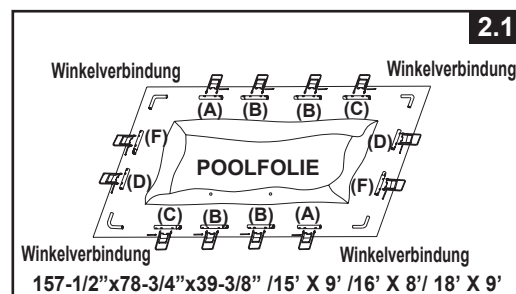 2.1
Winkelverbindung Winkelverbindung
(A) (B) (B) (C)
(F) (D)
POOLFOLIE
(D) (F)
(C) (B) (B) (A)
Winkelverbindung Winkelverbindung
157-1/2”x78-3/4”x39-3/8” /15’ X 9’ /16’ X 8’/ 18’ X 9’